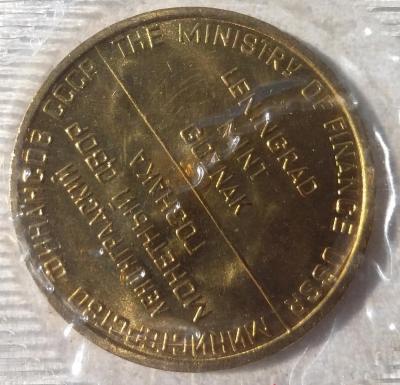 THE MINISTRY OF FINANCE USSR
LENINGRAD
MINT
GOZNAK
МИНИСТЕРСТВО ФИНАНСОВ СССР
ЛЕНИНГРАДСКИЙ
МОНЕТНЫЙ ДВОР
ГОЗНАКА